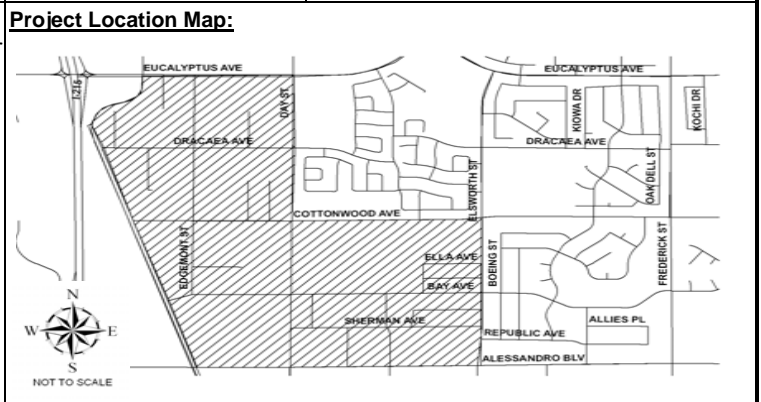 Project Location Map:
EUCALYPTUS AVE
EUCALYPTUS AVE
I-215
DAY ST
KIOWA DR
KOCHI DR
DRACAEA AVE
DRACAEA AVE
ELSWORTH ST
OAK DELL ST
COTTONWOOD AVE
EDGEMONT ST
ELLA AVE
BOEING ST
FREDERICK ST
BAY AVE
N
W
E
S
NOT TO SCALE
SHERMAN AVE
ALLIES PL
REPUBLIC AVE
ALESSANDRO BLV